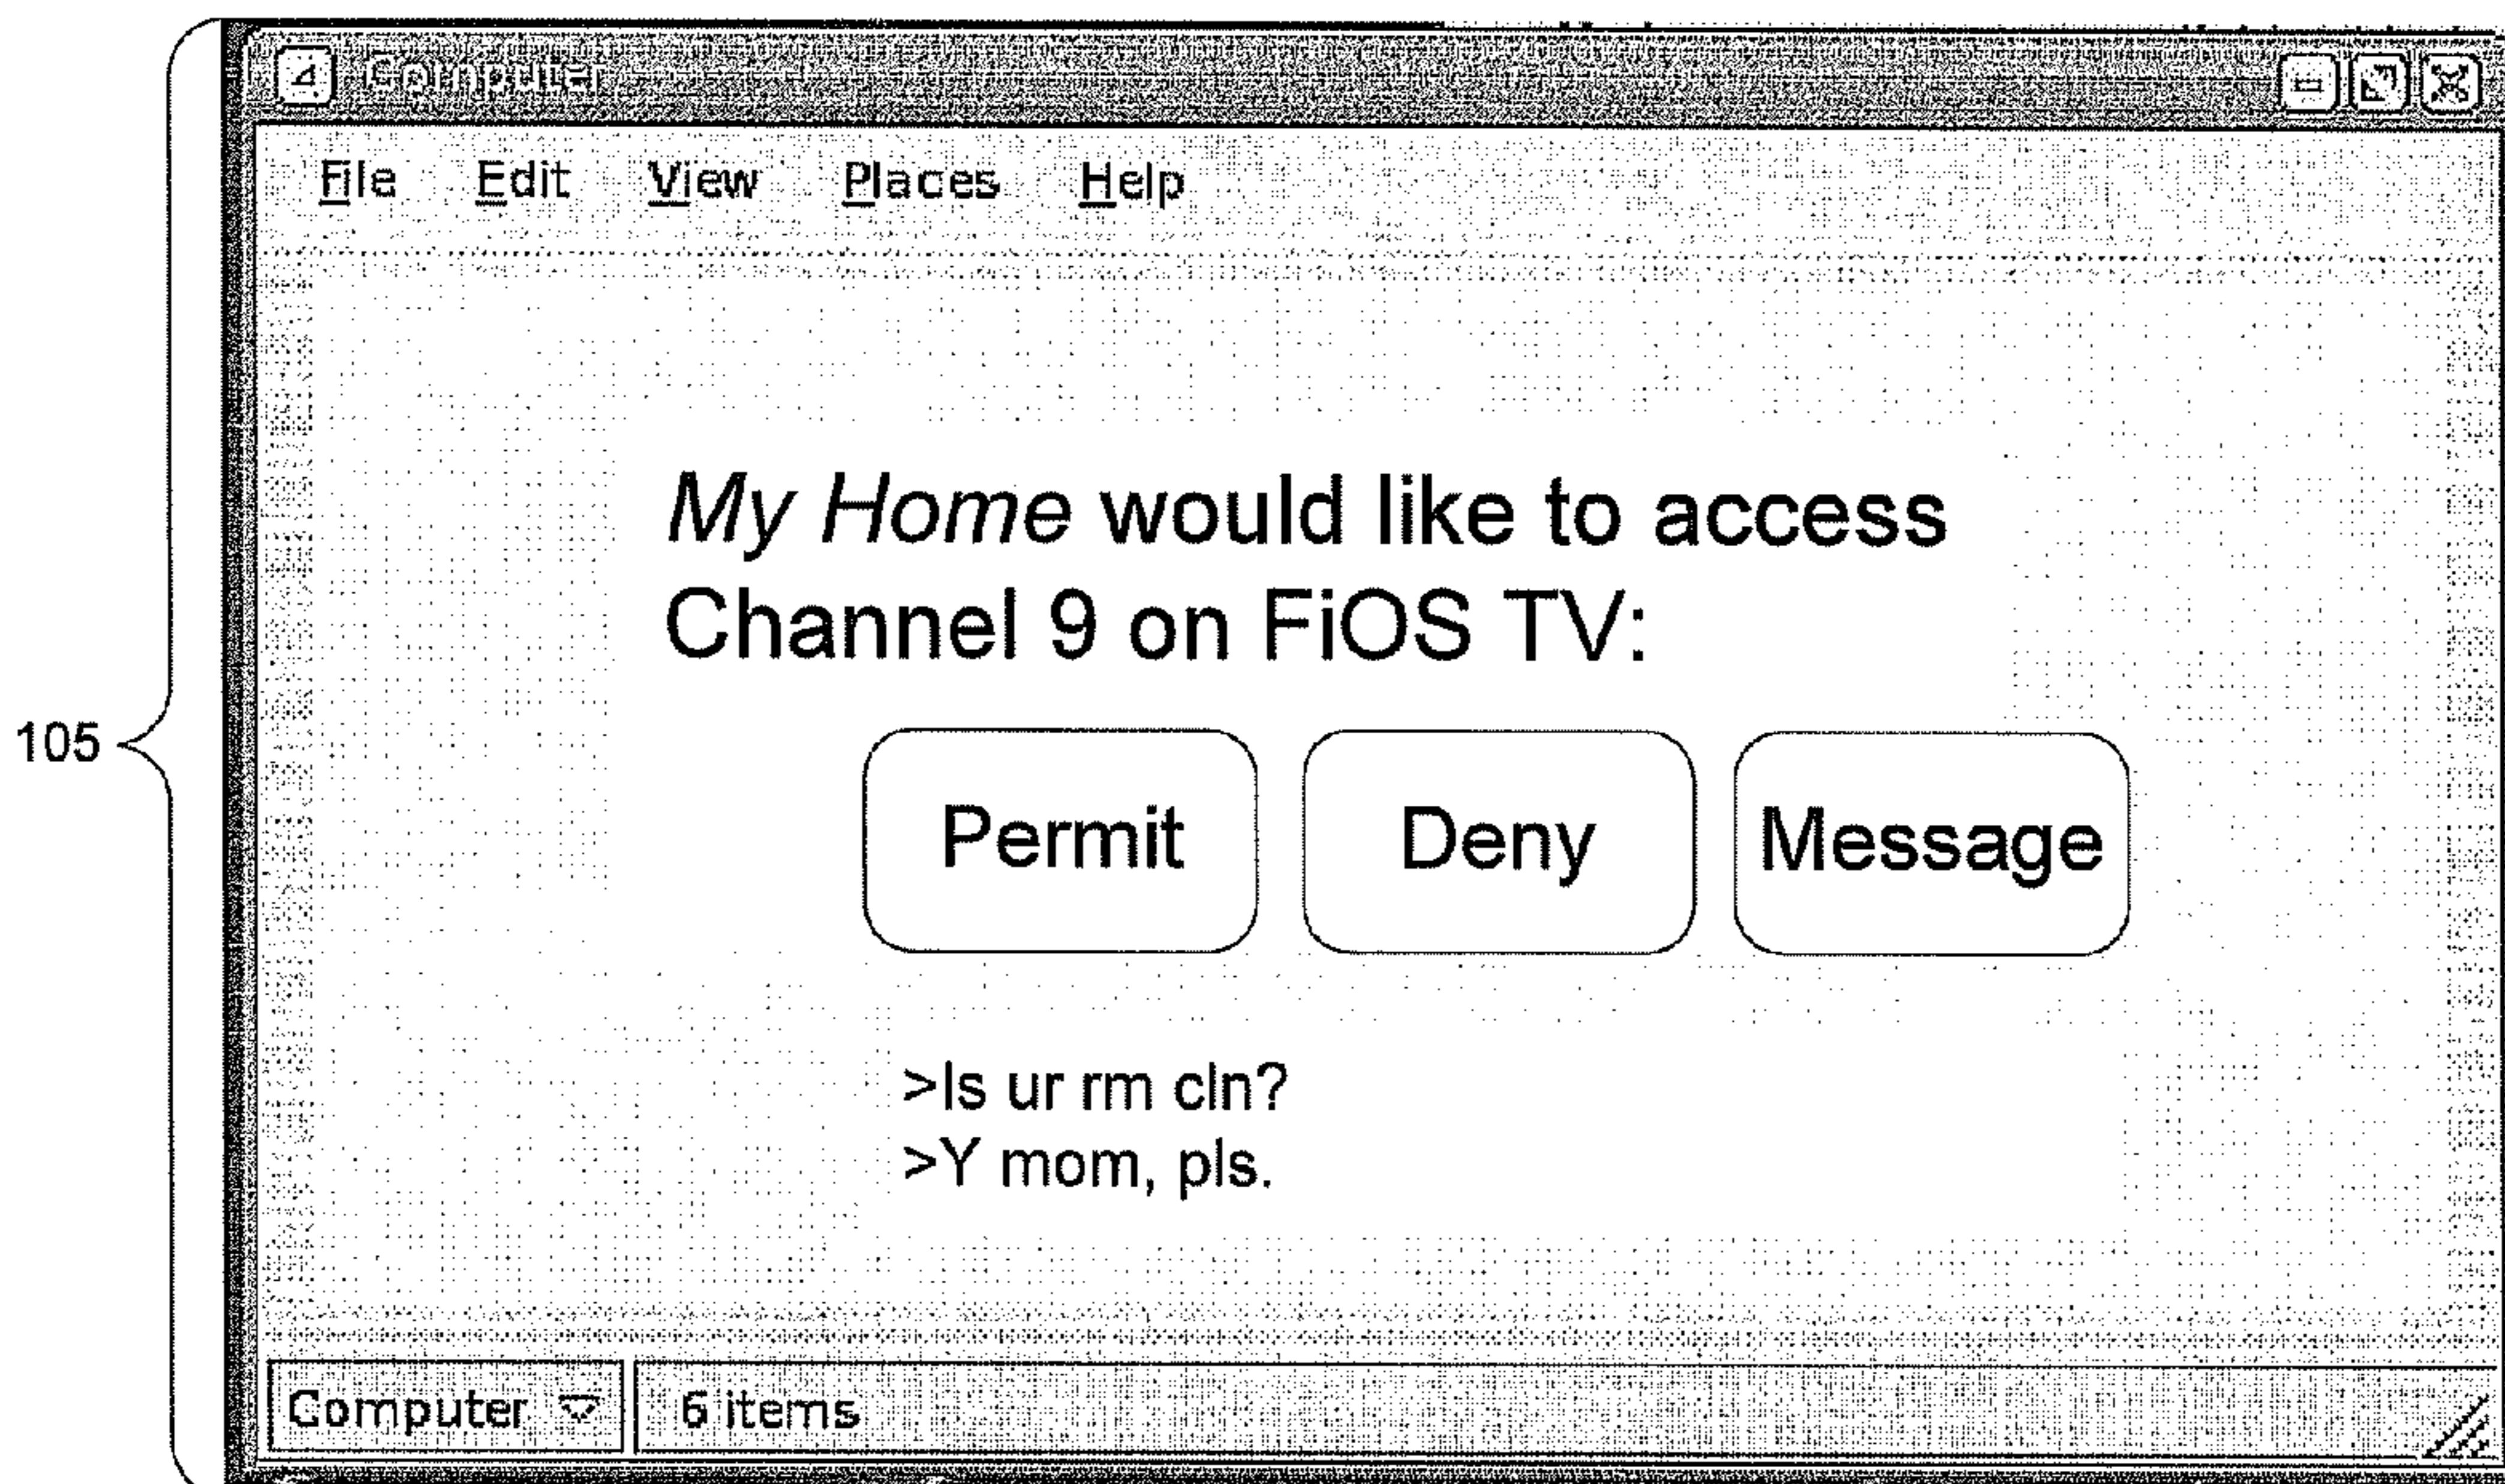 Computer
File Edit View Places Help
My Home would like to access
Channel 9 on FiOS TV:
105
Permit Deny Message
>Is ur rm cln?
>Y mom, pls.
Computer 6 items